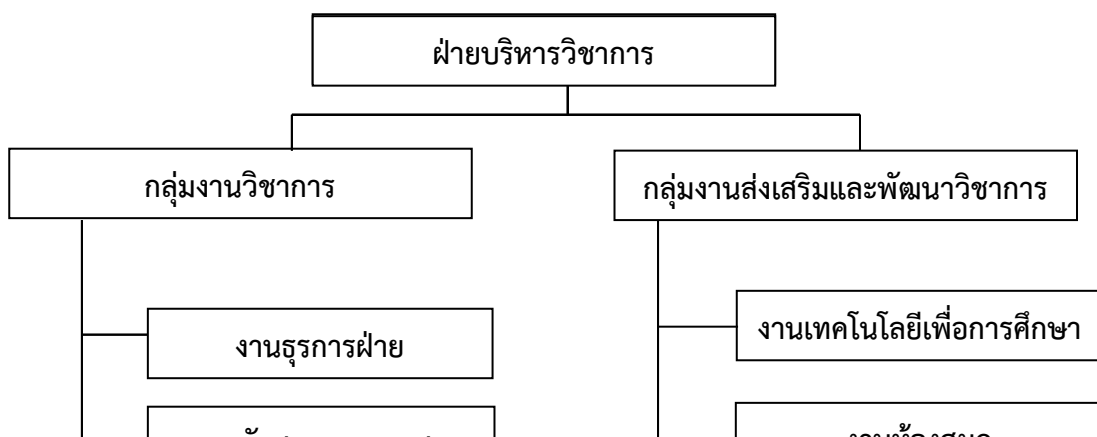 ฝ่ายบริหารวิชาการ
กลุ่มงานวิชาการ
กลุ่มงานส่งเสริมและพัฒนาวิชาการ
งานธุรการฝ่าย
งานเทคโนโลยีเพื่อการศึกษา